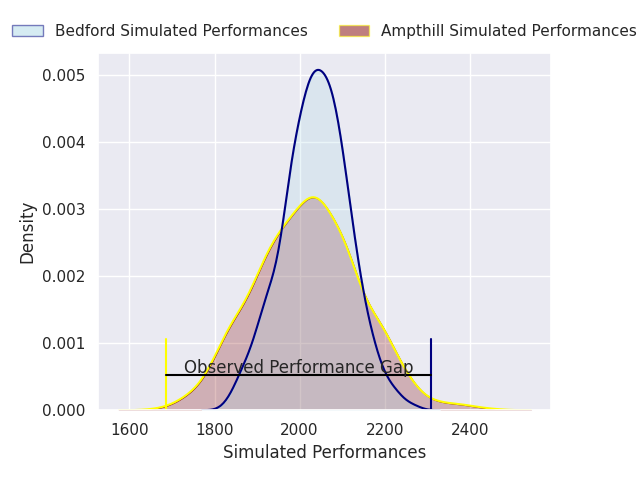 Bedford Simulated Performances
Ampthill Simulated Performances
0.005
0.004
0.003
0.002
0.001
0.000
Density
Observed Performance Gap
1600
1800
2000
2200
2400
Simulated Performances